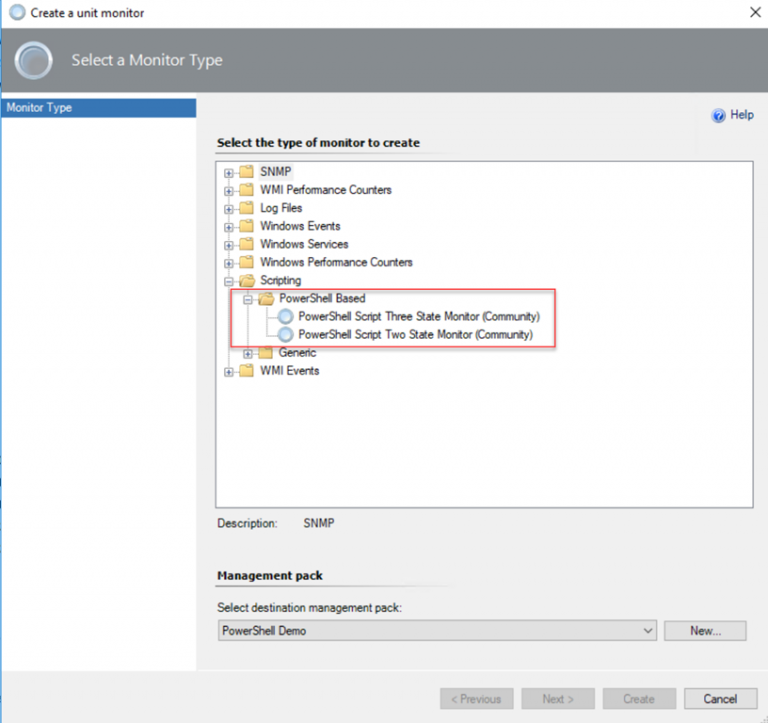 Create a unit monitor
Select a Monitor Type
Monitor Type
Help
Select the type of monitor to create
SNMP
WMI Performance Counters
Log Files
Windows Events
Windows Services
Windows Performance Counters
Scripting
PowerShell Based
PowerShell Script Three State Monitor (Community)
PowerShell Script Two State Monitor (Community)
Generic
WMI Events
Description: SNMP
Management pack
Select destination management pack:
PowerShell Demo
New...
< Previous
Next >
Create
Cancel